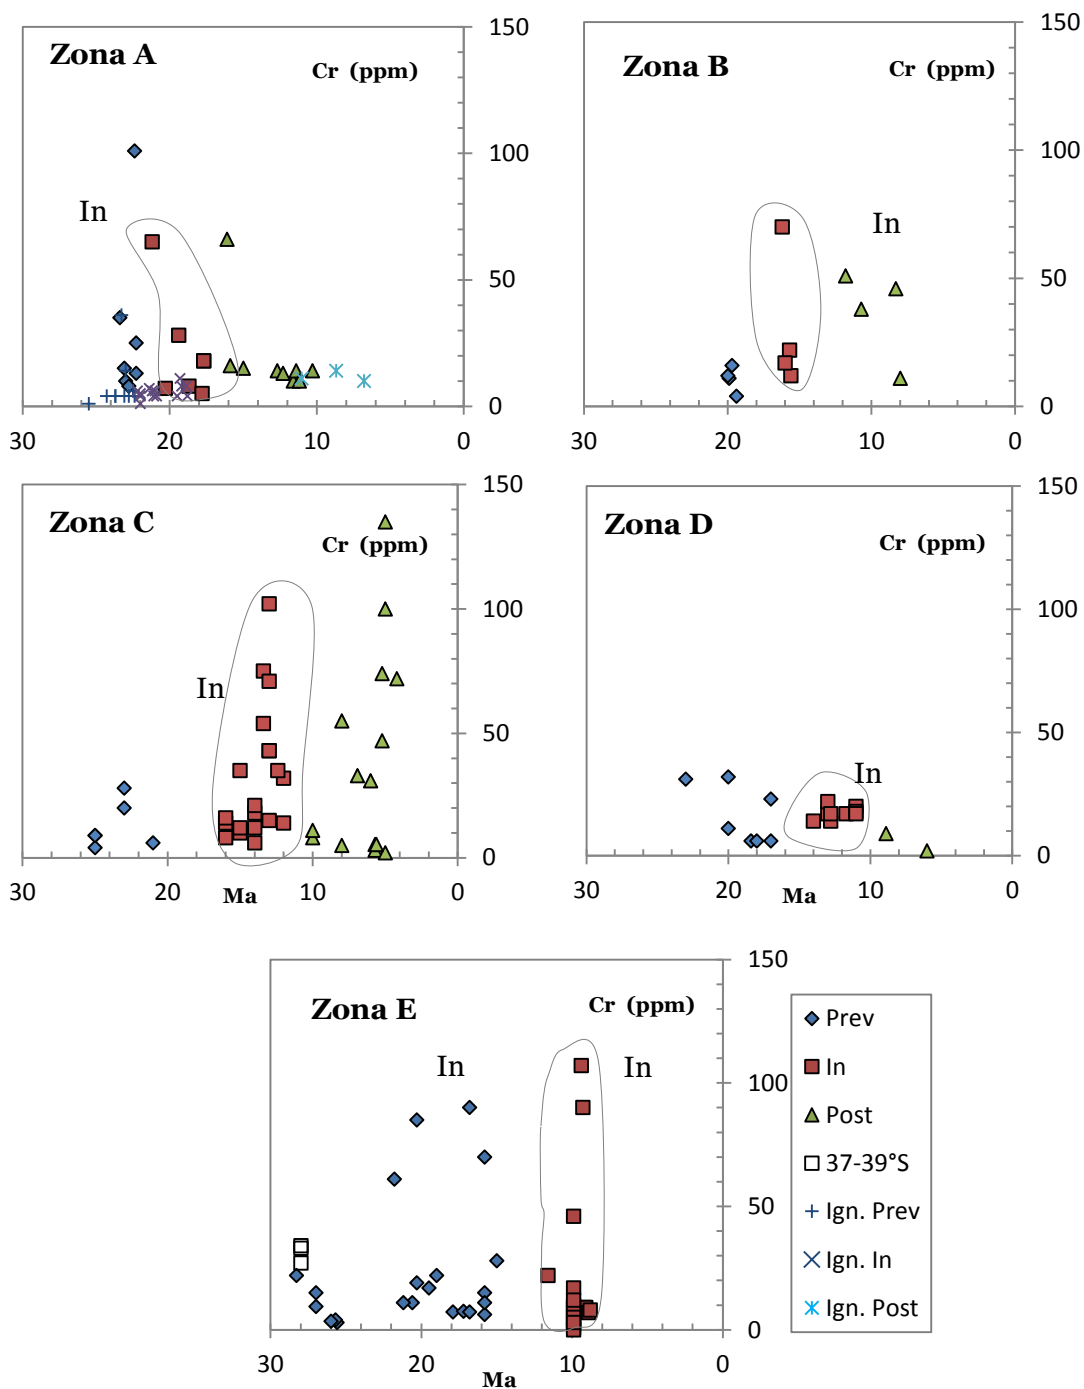 Zona A
Cr (ppm)
In
150
100
50
0
30 20 10 0
Zona B
Cr (ppm)
In
150
100
50
0
30 20 10 0
Zona C
Cr (ppm)
In
150
100
50
0
30 20 10 0
Ma
Zona D
Cr (ppm)
In
150
100
50
0
30 20 10 0
Ma
Zona E
Cr (ppm)
In
In
150
100
50
0
30 20 10 0
Ma
Prev
In
Post
37-39°S
Ign. Prev
Ign. In
Ign. Post